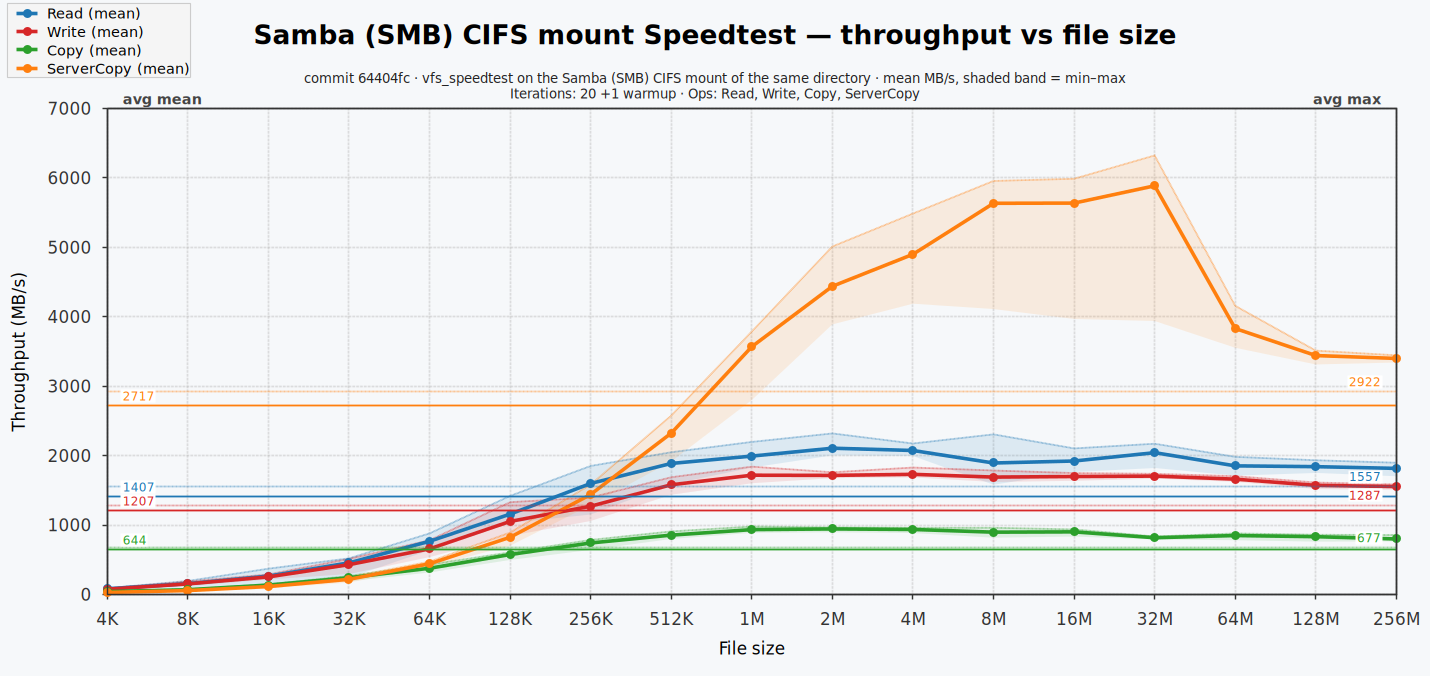 Read (mean)
Write (mean)
Copy (mean)
ServerCopy (mean)
Samba (SMB) CIFS mount Speedtest — throughput vs file size
commit 64404fc · vfs_speedtest on the Samba (SMB) CIFS mount of the same directory · mean MB/s, shaded band = min–max
Iterations: 20 +1 warmup · Ops: Read, Write, Copy, ServerCopy
avg mean
avg max
7000
6000
5000
4000
3000
2000
1000
0
Throughput (MB/s)
2717
2922
1407
1557
1207
1287
644
677
4K
8K
16K
32K
64K
128K
256K
512K
1M
2M
4M
8M
16M
32M
64M
128M
256M
File size